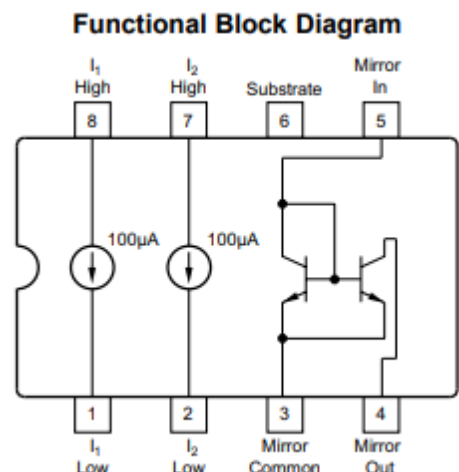 Functional Block Diagram
I₁ High
I₂ High
Substrate
Mirror In
8
7
6
5
100µA
100µA
1
2
3
4
I₁ Low
I₂ Low
Mirror Common
Mirror Out